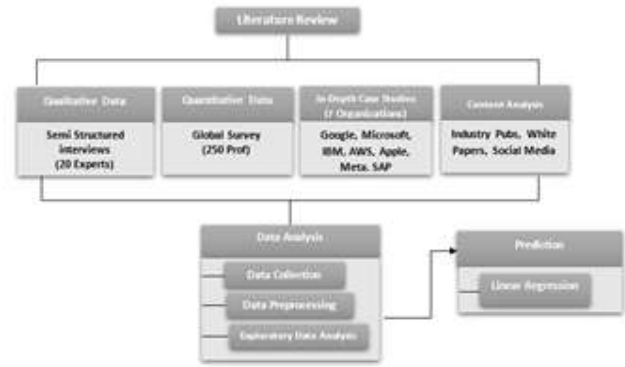 Literature Review
Qualitative Data
Semi Structured
interviews
(20 Experts)
Quantitative Data
Global Survey
(250 Prof)
In-Depth Case Studies
(7 Organizations)
Google, Microsoft,
IBM, AWS, Apple,
Meta. SAP
Content Analysis
Industry Pubs, White
Papers, Social Media
Data Analysis
Data Collection
Data Preprocessing
Exploratory Data Analysis
Prediction
Linear Regression